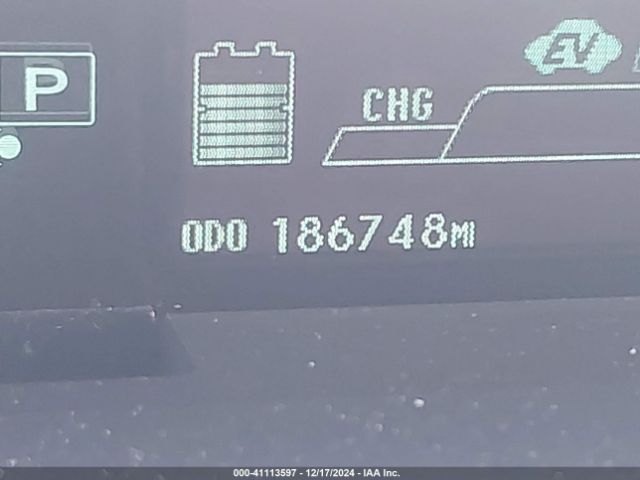 P
EV
CHG
ODO 186748MI
000-41113597 - 12/17/2024 - IAA Inc.